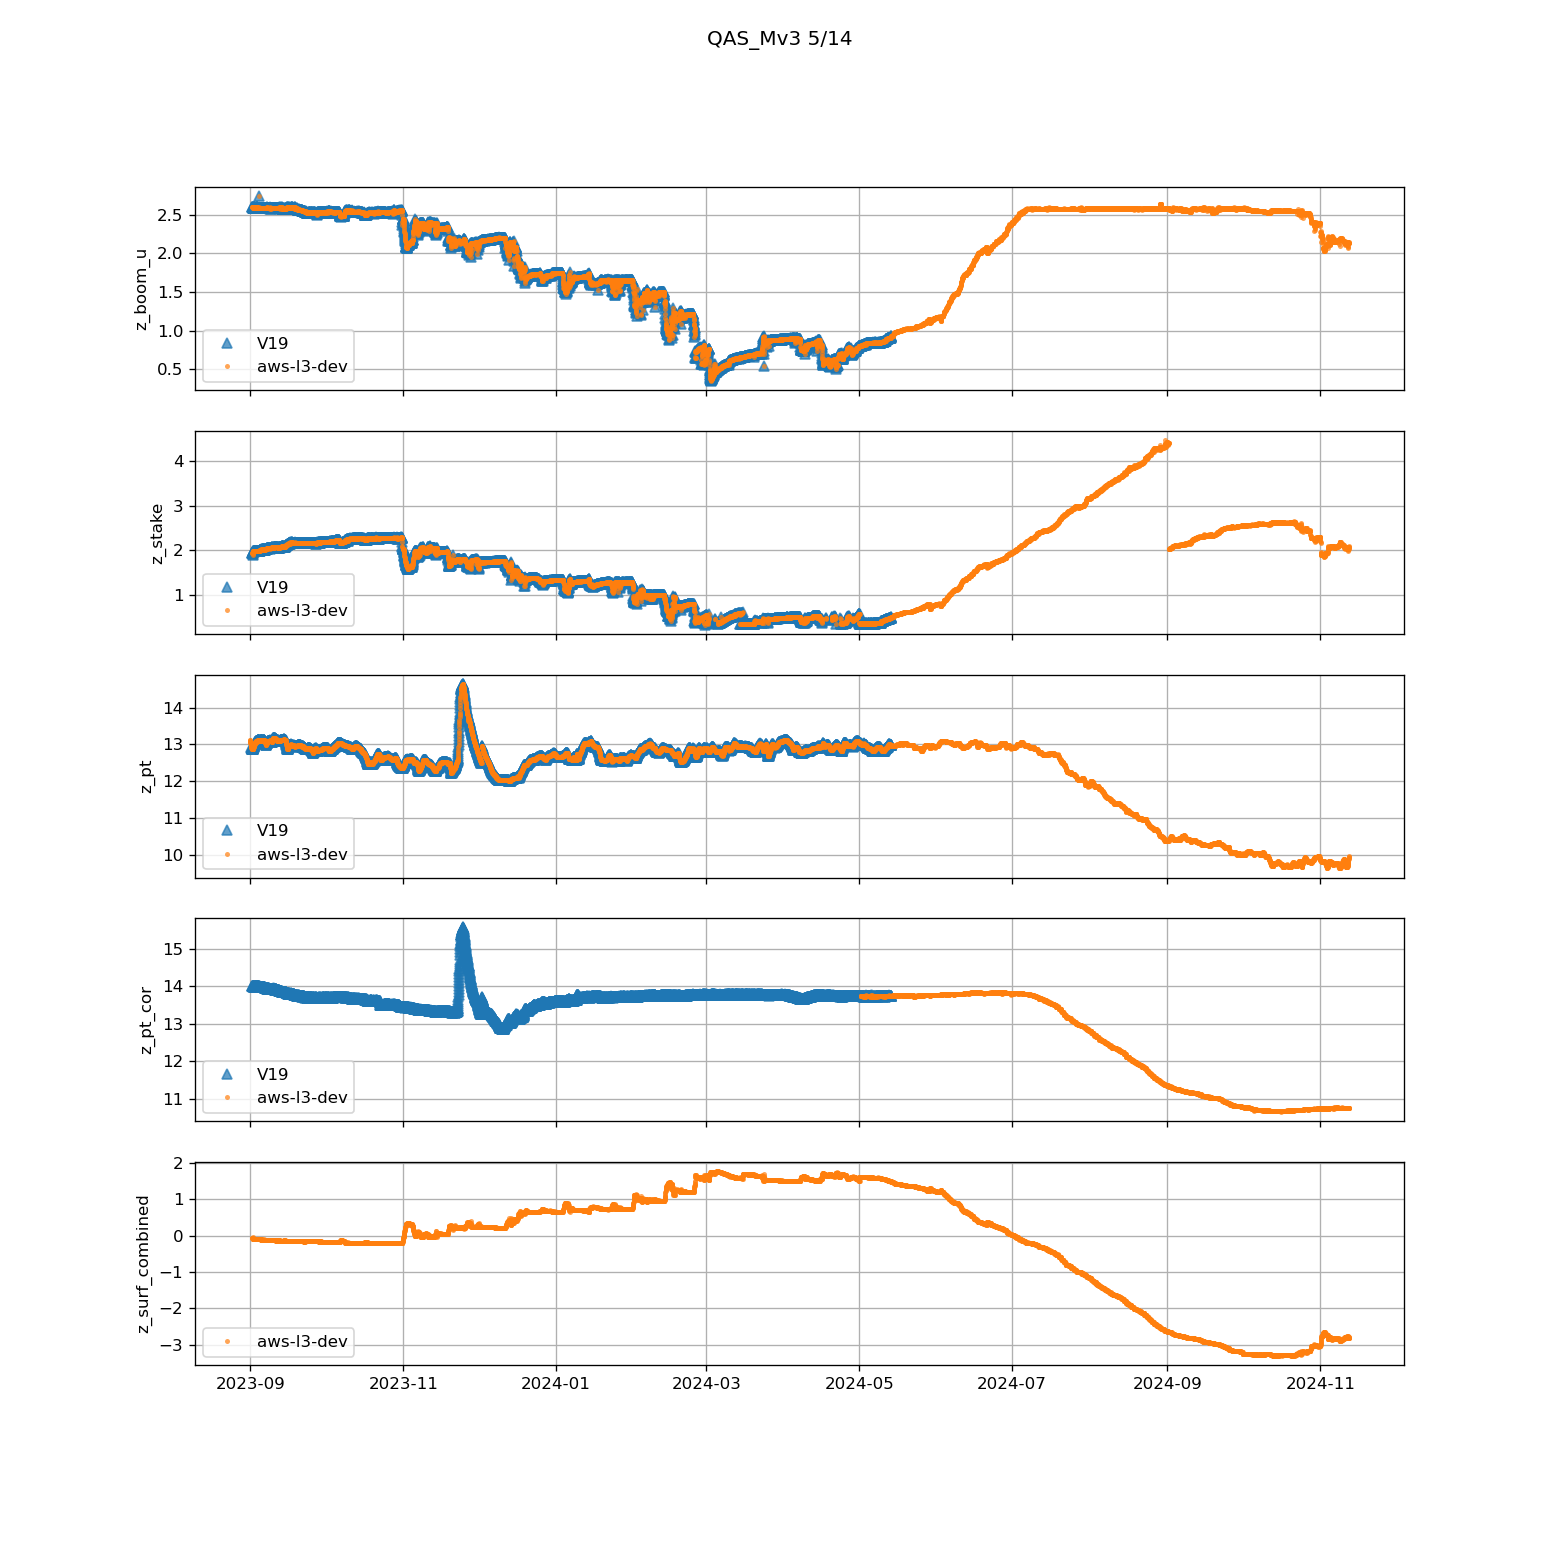 QAS_Mv3 5/14
z_boom_u
2.5
2.0
1.5
1.0
0.5
V19
aws-l3-dev
z_stake
4
3
2
1
V19
aws-l3-dev
z_pt
14
13
12
11
10
V19
aws-l3-dev
z_pt_cor
15
14
13
12
11
V19
aws-l3-dev
z_surf_combined
2
1
0
−1
−2
−3
aws-l3-dev
2023-09 2023-11 2024-01 2024-03 2024-05 2024-07 2024-09 2024-11